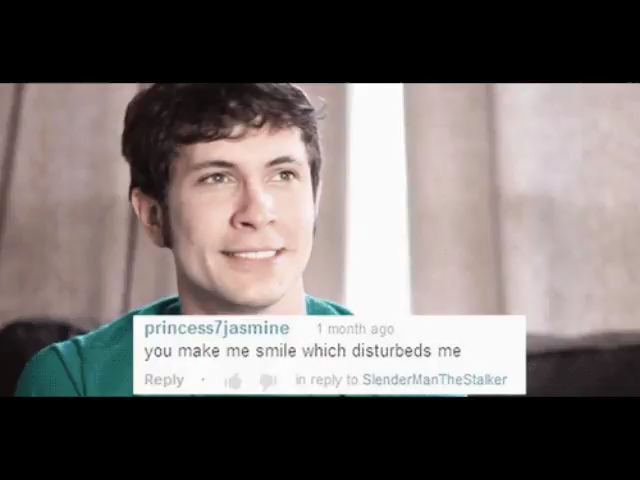 princess7jasmine 1 month ago
you make me smile which disturbeds me
Reply · in reply to SlenderManTheStalker